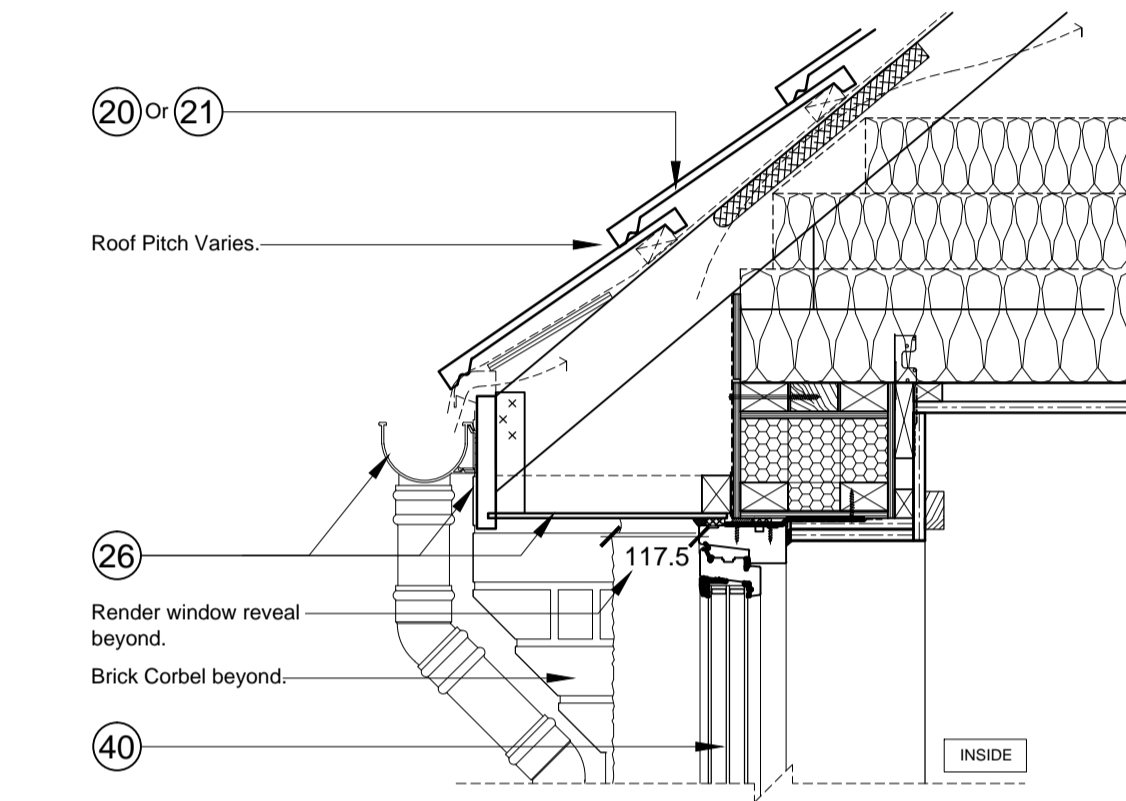 20 Or 21
Roof Pitch Varies.
26
117.5
Render window reveal
beyond.
Brick Corbel beyond.
40
INSIDE